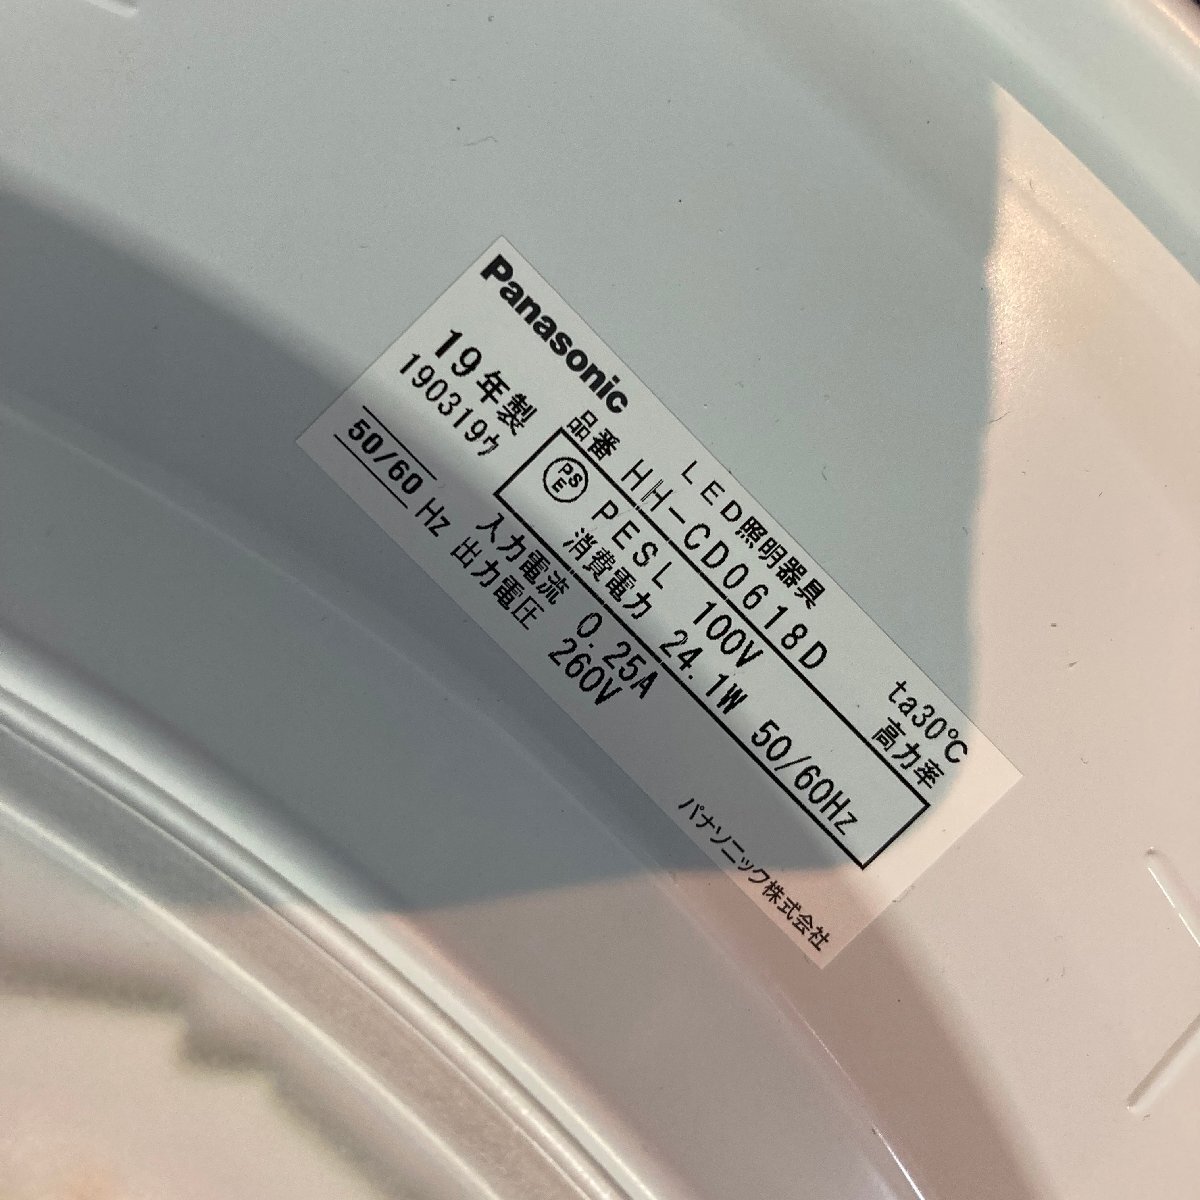 Panasonic
LED照明器具
ta30℃
19年製
品番 HH-CD0618D
高力率
190319ゥ
PSE PESL 100V
消費電力 24.1W 50/60Hz
50/60 Hz
入力電流 0.25A
出力電圧 260V
パナソニック株式会社